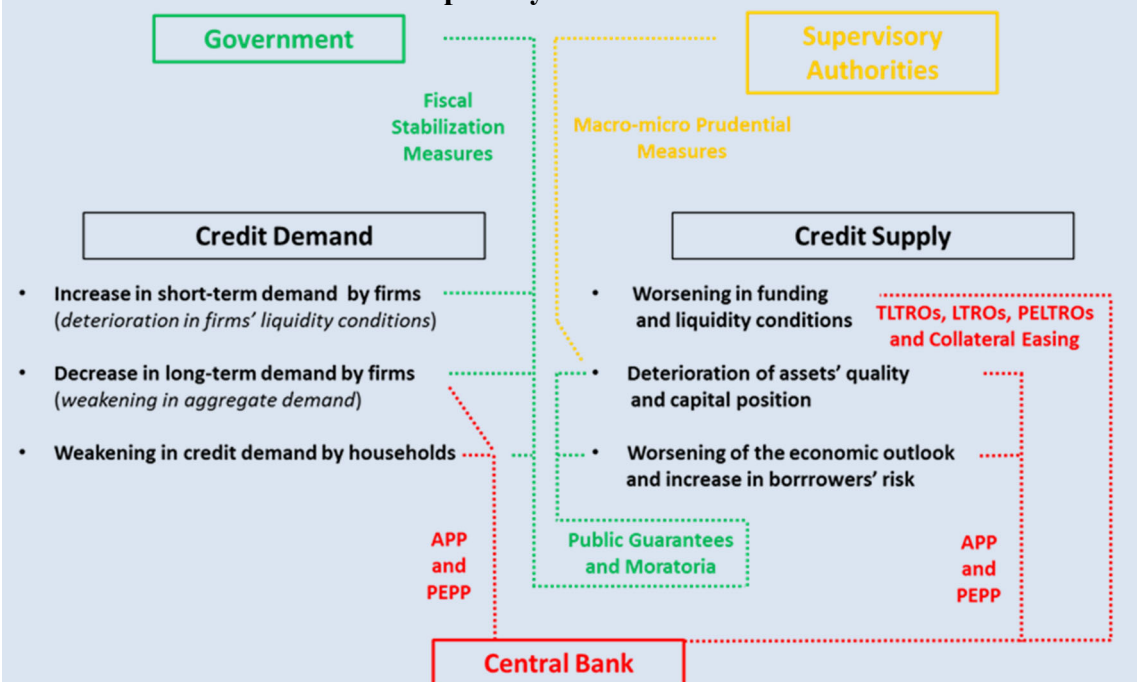 Government
Supervisory
Authorities
Fiscal
Stabilization
Measures
Macro-micro Prudential
Measures
Credit Demand
• Increase in short-term demand by firms
(deterioration in firms' liquidity conditions)
• Decrease in long-term demand by firms
(weakening in aggregate demand)
• Weakening in credit demand by households
Credit Supply
• Worsening in funding
and liquidity conditions
TLTROs, LTROs, PELTROs
and Collateral Easing
• Deterioration of assets' quality
and capital position
• Worsening of the economic outlook
and increase in borrrowers' risk
APP
and
PEPP
Public Guarantees
and Moratoria
APP
and
PEPP
Central Bank